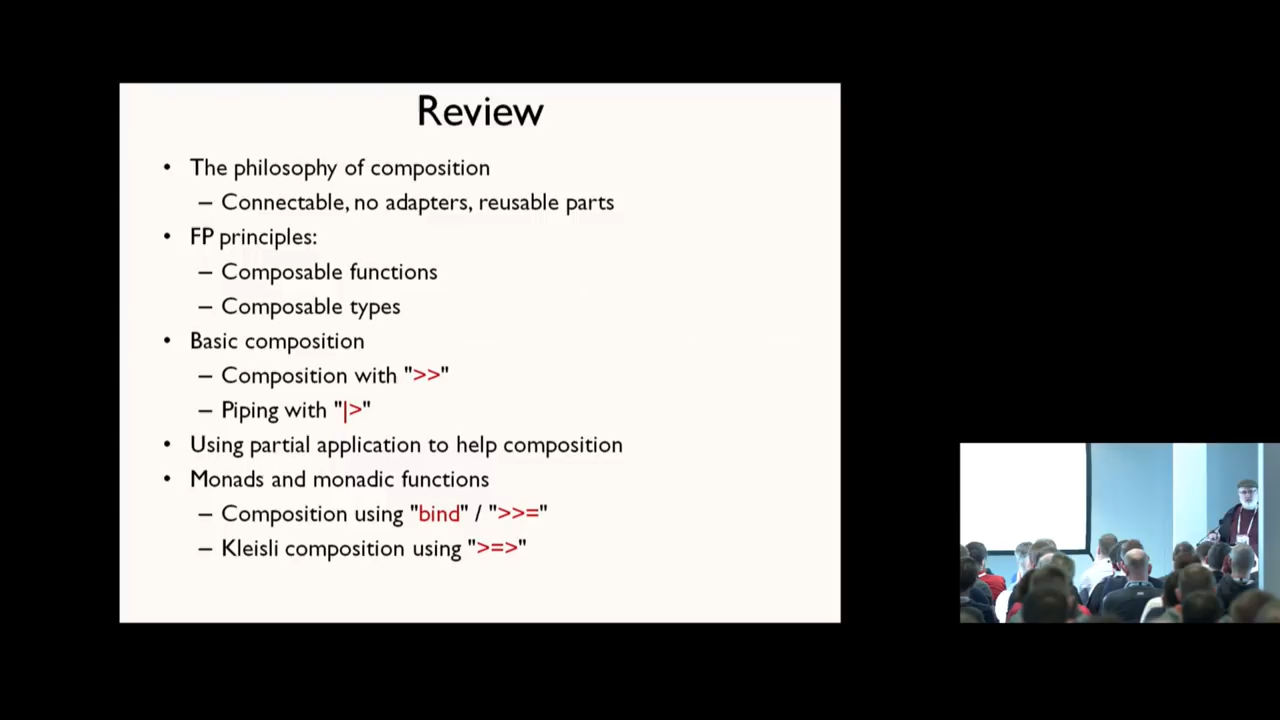 Review
• The philosophy of composition
– Connectable, no adapters, reusable parts
• FP principles:
– Composable functions
– Composable types
• Basic composition
– Composition with ">>"
– Piping with "|>"
• Using partial application to help composition
• Monads and monadic functions
– Composition using "bind" / ">>="
– Kleisli composition using ">=>"